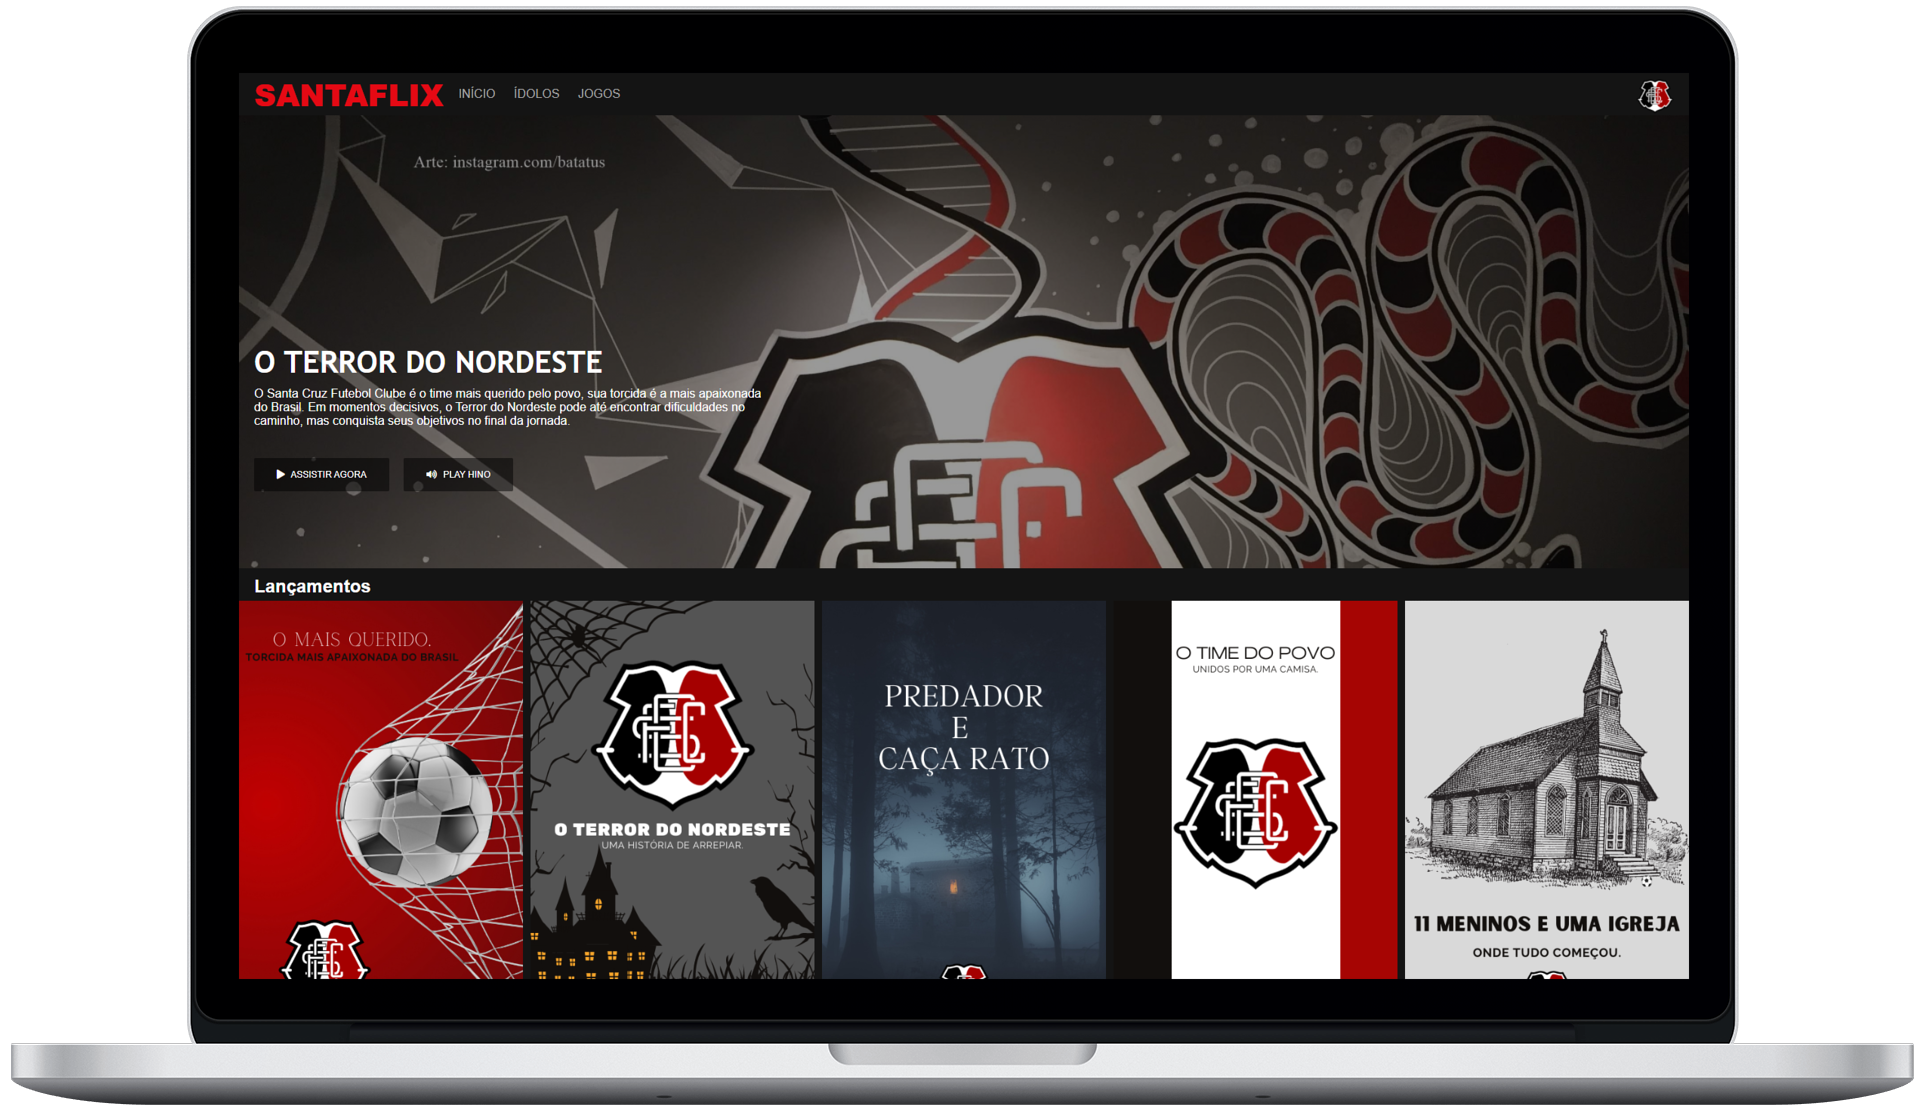 SANTAFLIX
INÍCIO
ÍDOLOS
JOGOS
Arte: instagram.com/batatus
O TERROR DO NORDESTE
O Santa Cruz Futebol Clube é o time mais querido pelo povo, sua torcida é a mais apaixonada
do Brasil. Em momentos decisivos, o Terror do Nordeste pode até encontrar dificuldades no
caminho, mas conquista seus objetivos no final da jornada.
ASSISTIR AGORA
PLAY HINO
Lançamentos
O MAIS QUERIDO.
TORCIDA MAIS APAIXONADA DO BRASIL
O TERROR DO NORDESTE
UMA HISTÓRIA DE ARREPIAR.
PREDADOR
E
CAÇA RATO
O TIME DO POVO
UNIDOS POR UMA CAMISA.
11 MENINOS E UMA IGREJA
ONDE TUDO COMEÇOU.